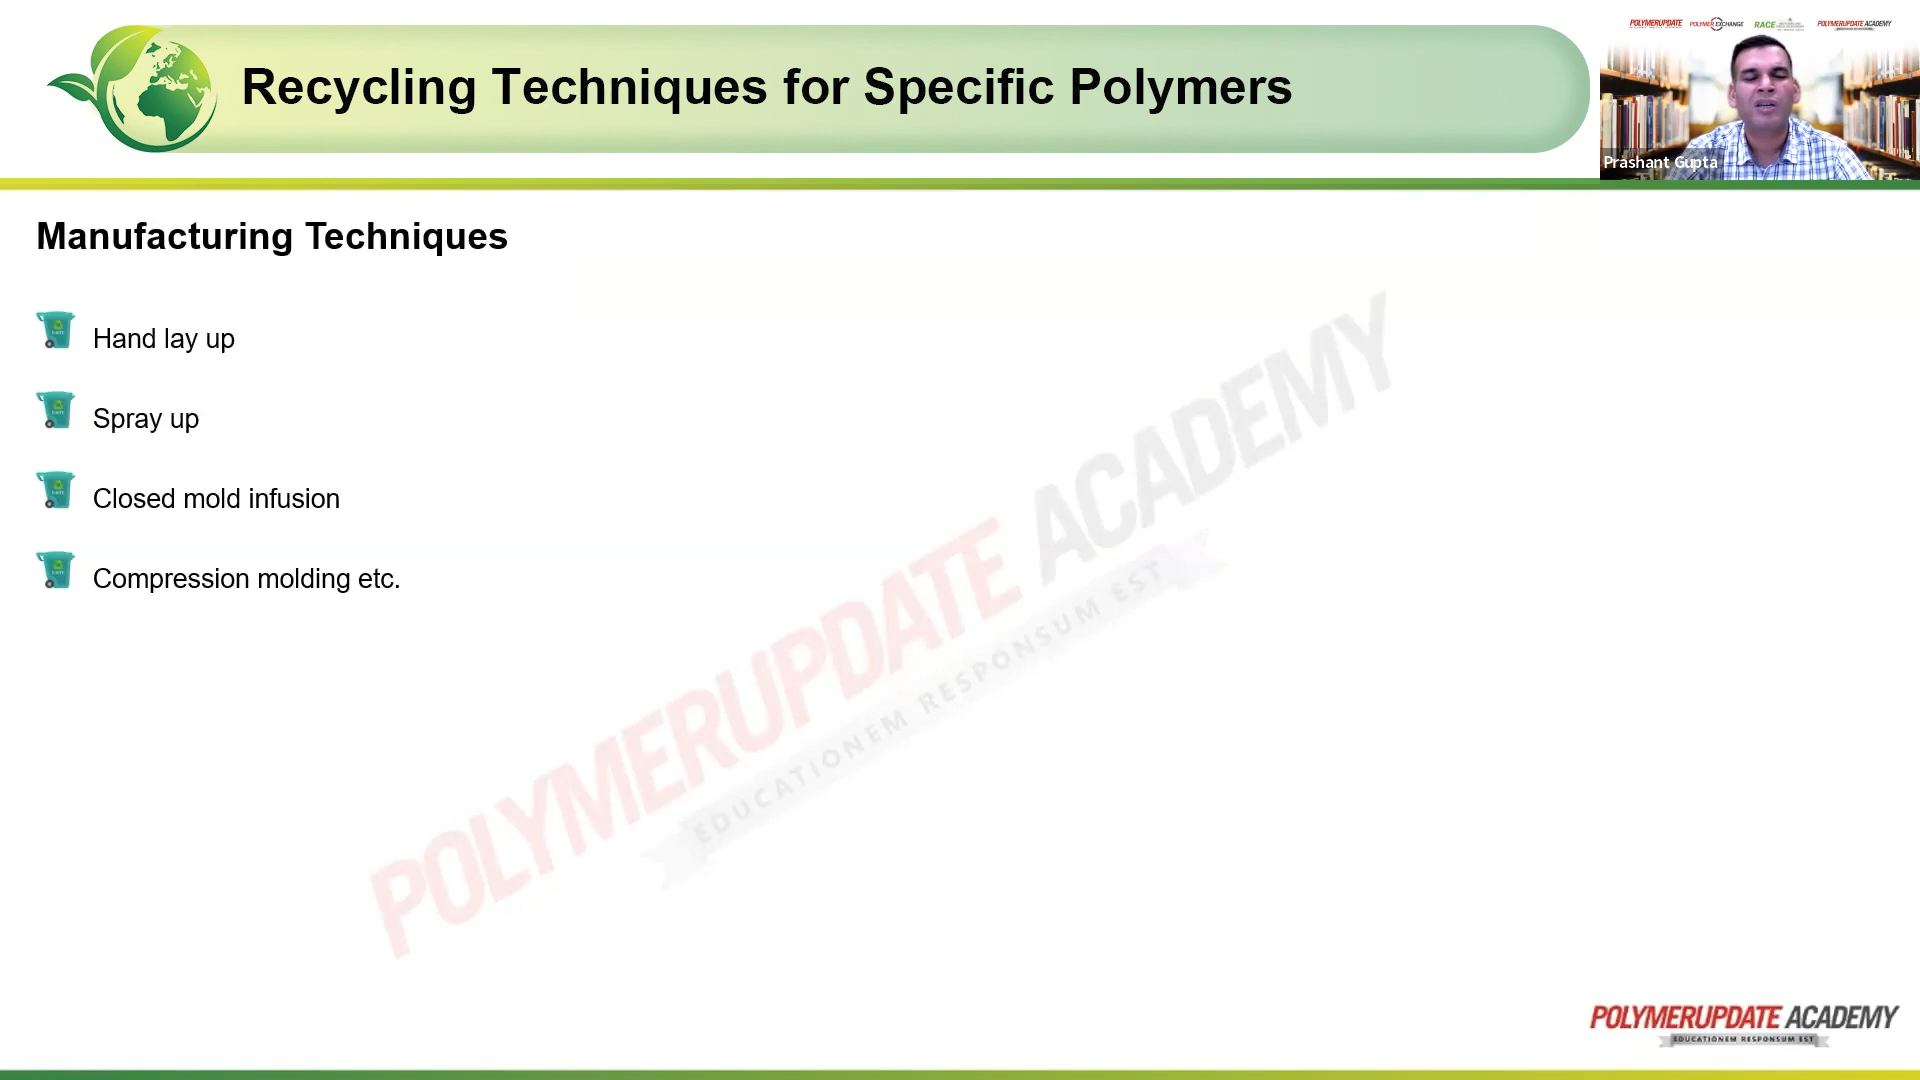 Recycling Techniques for Specific Polymers
POLYMERUPDATE POLYMER EXCHANGE RACE POLYMERUPDATE ACADEMY
Prashant Gupta
Manufacturing Techniques
Hand lay up
Spray up
Closed mold infusion
Compression molding etc.
POLYMERUPDATE ACADEMY
EDUCATIONEM RESPONSUM EST
POLYMERUPDATE ACADEMY
EDUCATIONEM RESPONSUM EST